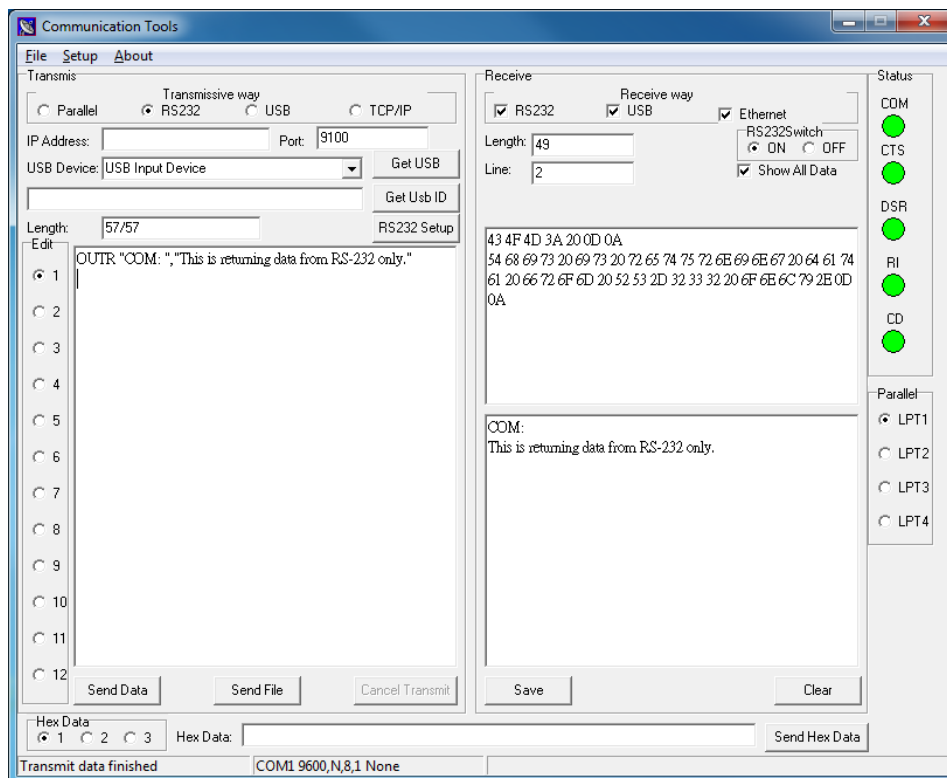 Communication Tools
File Setup About
Transmis
Transmissive way
Parallel RS232 USB TCP/IP
IP Address: Port: 9100
USB Device: USB Input Device Get USB
Get Usb ID
Length: 57/57 RS232 Setup
Edit
OUTR "COM: ","This is returning data from RS-232 only."
1
2
3
4
5
6
7
8
9
10
11
12
Send Data Send File Cancel Transmit
Receive
Receive way
RS232 USB Ethernet
Length: 49
RS232Switch
ON OFF
Line: 2
Show All Data
43 4F 4D 3A 20 0D 0A
54 68 69 73 20 69 73 20 72 65 74 75 72 6E 69 6E 67 20 64 61 74
61 20 66 72 6F 6D 20 52 53 2D 32 33 32 20 6F 6E 6C 79 2E 0D
0A
COM:
This is returning data from RS-232 only.
Save Clear
Status
COM
CTS
DSR
RI
CD
Parallel
LPT1
LPT2
LPT3
LPT4
Hex Data
1 2 3 Hex Data: Send Hex Data
Transmit data finished COM1 9600,N,8,1 None